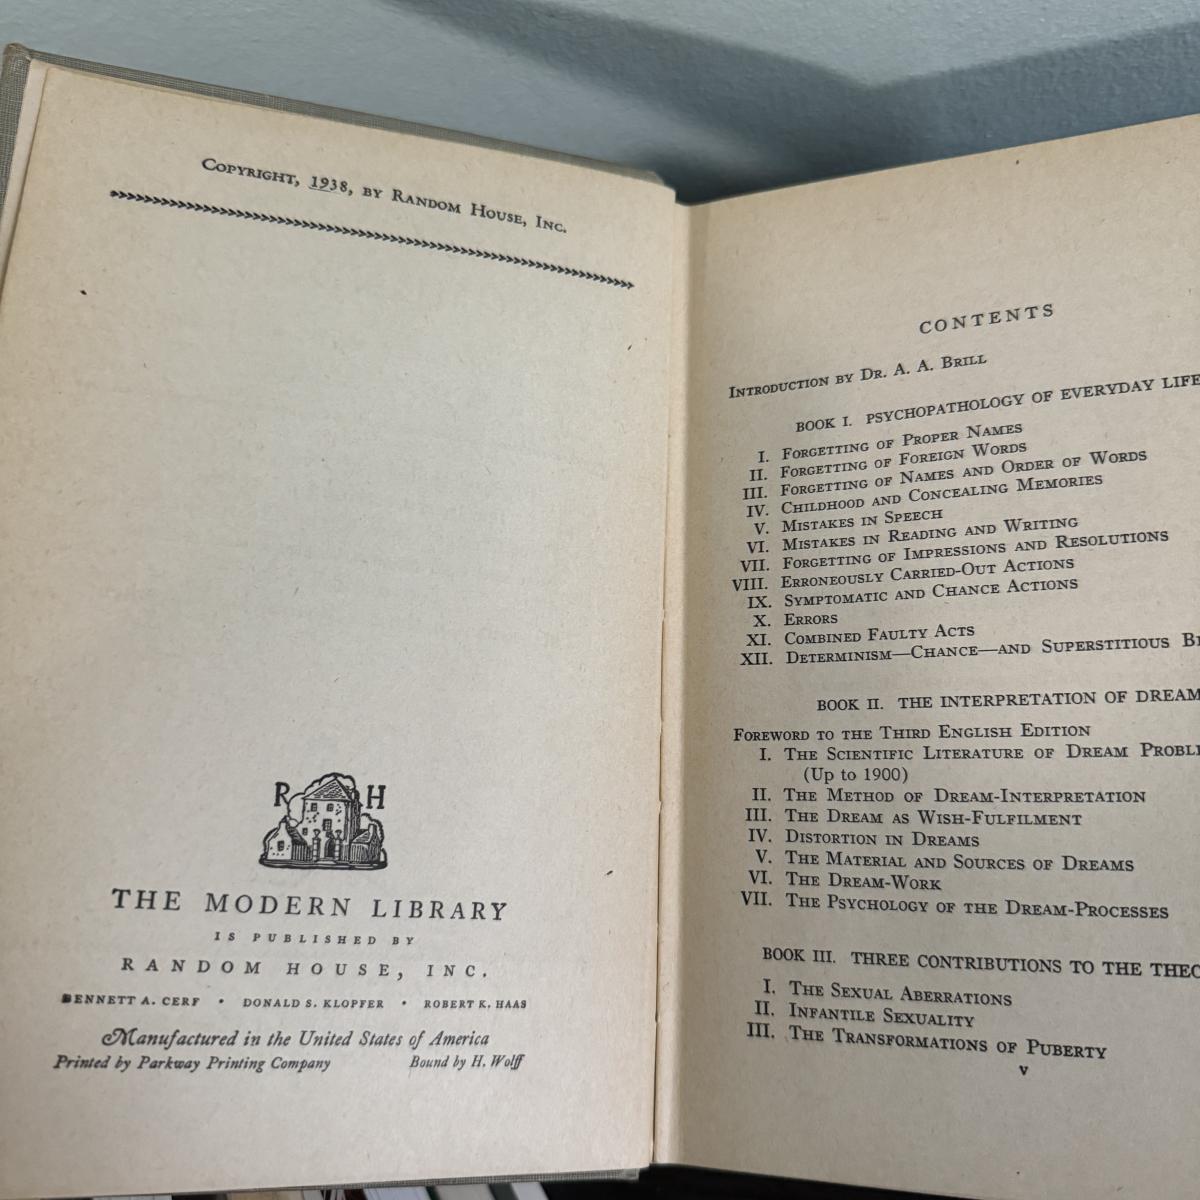 COPYRIGHT, 1938, BY RANDOM HOUSE, INC.
R H
THE MODERN LIBRARY
IS PUBLISHED BY
RANDOM HOUSE, INC.
BENNETT A. CERF • DONALD S. KLOPFER • ROBERT K. HAAS
Manufactured in the United States of America
Printed by Parkway Printing Company Bound by H. Wolff
CONTENTS
INTRODUCTION BY DR. A. A. BRILL
BOOK I. PSYCHOPATHOLOGY OF EVERYDAY LIFE
I. FORGETTING OF PROPER NAMES
II. FORGETTING OF FOREIGN WORDS
III. FORGETTING OF NAMES AND ORDER OF WORDS
IV. CHILDHOOD AND CONCEALING MEMORIES
V. MISTAKES IN SPEECH
VI. MISTAKES IN READING AND WRITING
VII. FORGETTING OF IMPRESSIONS AND RESOLUTIONS
VIII. ERRONEOUSLY CARRIED-OUT ACTIONS
IX. SYMPTOMATIC AND CHANCE ACTIONS
X. ERRORS
XI. COMBINED FAULTY ACTS
XII. DETERMINISM—CHANCE—AND SUPERSTITIOUS
BOOK II. THE INTERPRETATION OF DREAM
FOREWORD TO THE THIRD ENGLISH EDITION
I. THE SCIENTIFIC LITERATURE OF DREAM PROBL
(Up to 1900)
II. THE METHOD OF DREAM-INTERPRETATION
III. THE DREAM AS WISH-FULFILMENT
IV. DISTORTION IN DREAMS
V. THE MATERIAL AND SOURCES OF DREAMS
VI. THE DREAM-WORK
VII. THE PSYCHOLOGY OF THE DREAM-PROCESSES
BOOK III. THREE CONTRIBUTIONS TO THE THEO
I. THE SEXUAL ABERRATIONS
II. INFANTILE SEXUALITY
III. THE TRANSFORMATIONS OF PUBERTY
v